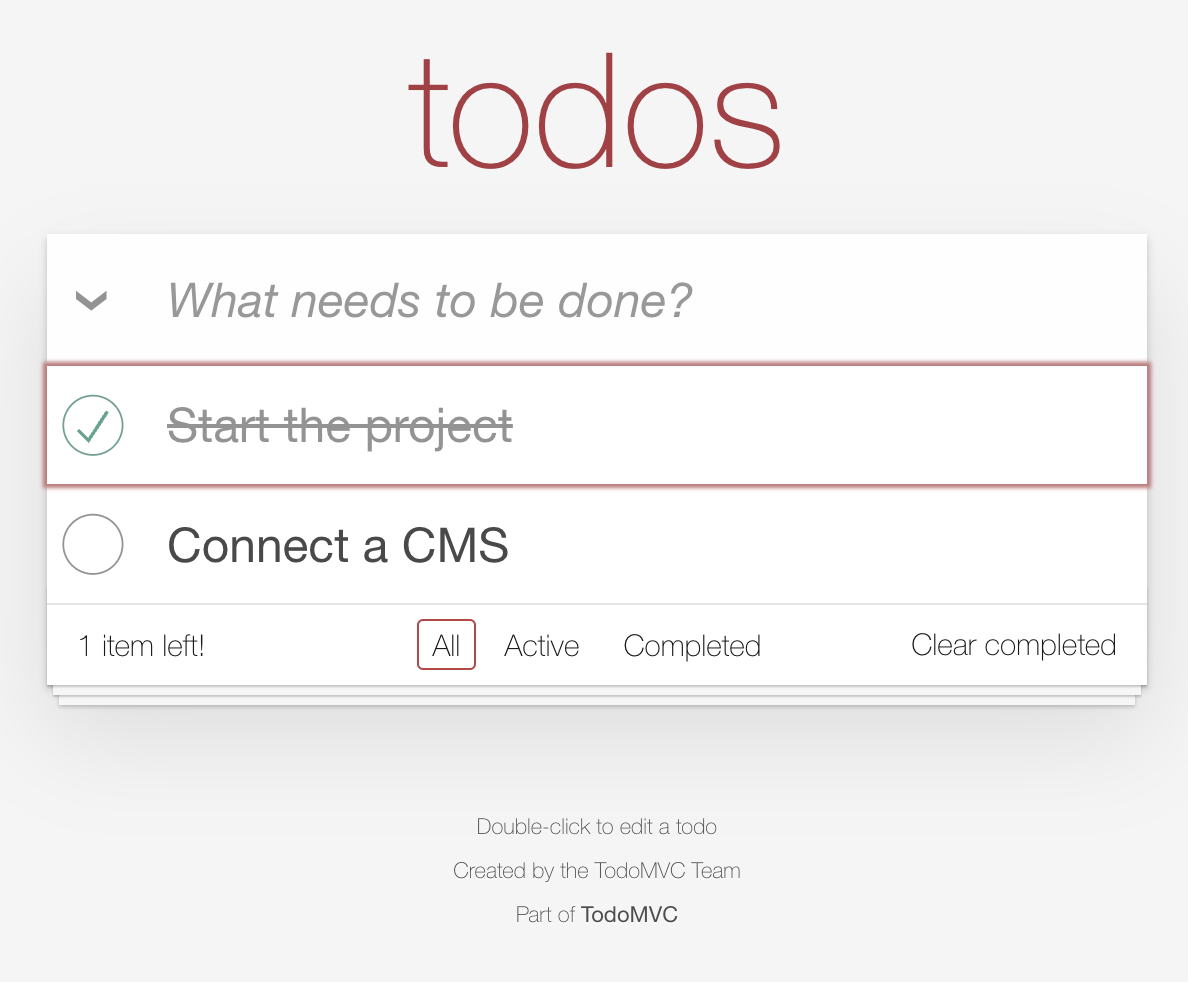 todos
What needs to be done?
Start the project
Connect a CMS
1 item left! All Active Completed Clear completed
Double-click to edit a todo
Created by the TodoMVC Team
Part of TodoMVC